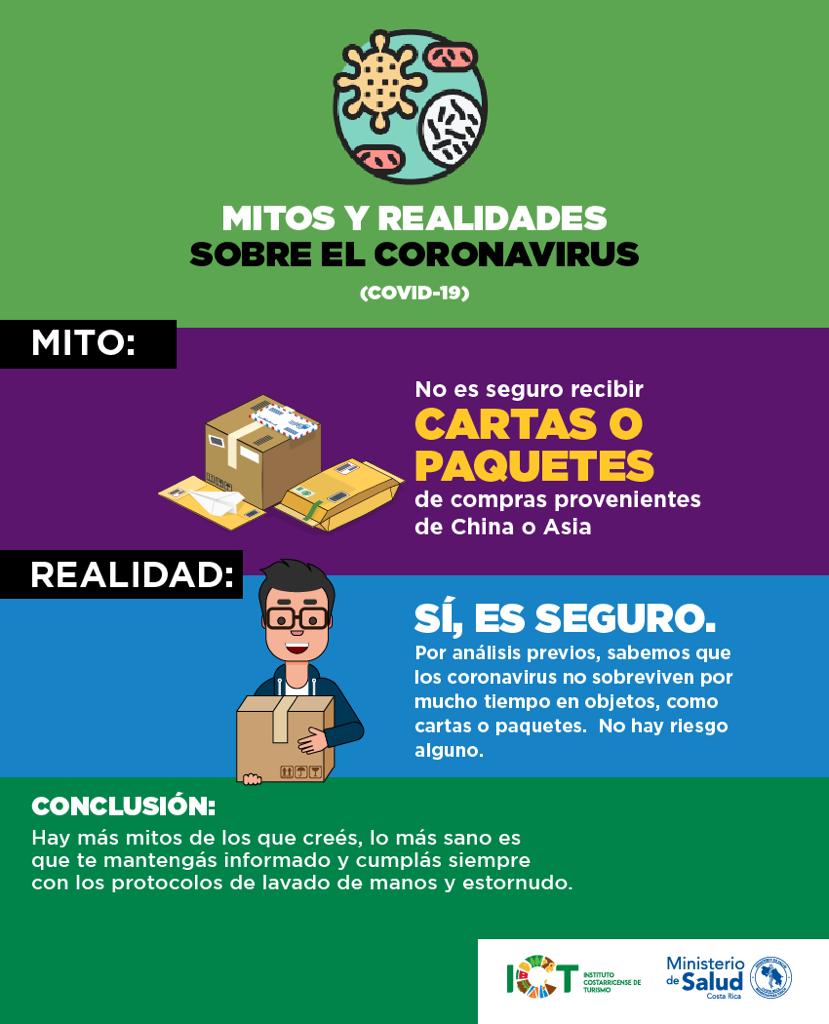 MITOS Y REALIDADES
SOBRE EL CORONAVIRUS
(COVID-19)
MITO:
No es seguro recibir
CARTAS O
PAQUETES
de compras provenientes
de China o Asia
REALIDAD:
SÍ, ES SEGURO.
Por análisis previos, sabemos que
los coronavirus no sobreviven por
mucho tiempo en objetos, como
cartas o paquetes. No hay riesgo
alguno.
CONCLUSIÓN:
Hay más mitos de los que creés, lo más sano es
que te mantengás informado y cumplás siempre
con los protocolos de lavado de manos y estornudo.
ICT
INSTITUTO
COSTARRICENSE DE
TURISMO
Ministerio
de Salud
Costa Rica